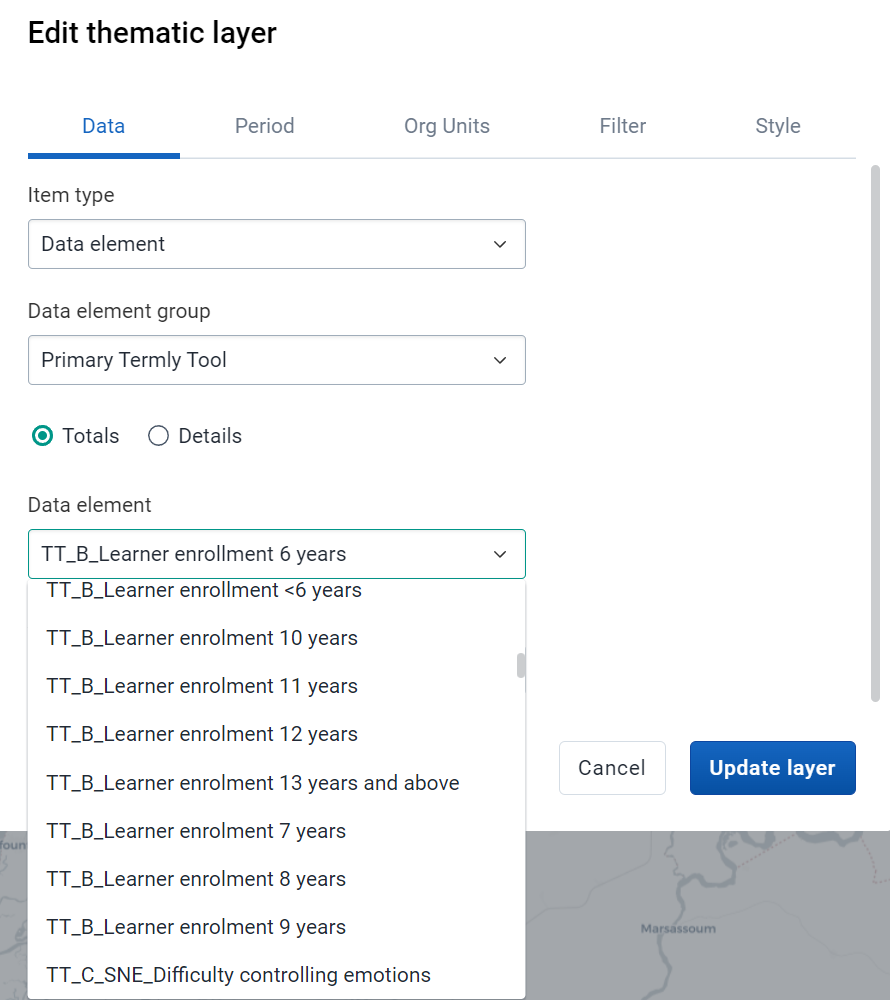 Edit thematic layer
Data Period Org Units Filter Style
Item type
Data element
Data element group
Primary Termly Tool
Totals Details
Data element
TT_B_Learner enrollment 6 years
TT_B_Learner enrollment <6 years
TT_B_Learner enrolment 10 years
TT_B_Learner enrolment 11 years
TT_B_Learner enrolment 12 years
Cancel Update layer
TT_B_Learner enrolment 13 years and above
TT_B_Learner enrolment 7 years
TT_B_Learner enrolment 8 years
TT_B_Learner enrolment 9 years
Marsassoum
TT_C_SNE_Difficulty controlling emotions